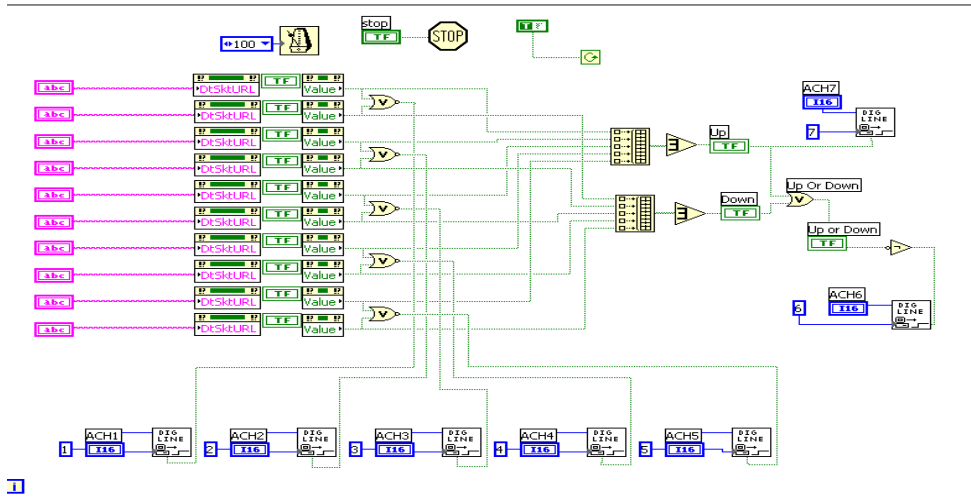 stop
100 TF STOP T
abc DtSktURL TF Value
abc DtSktURL TF Value
abc DtSktURL TF Value
abc DtSktURL TF Value
abc DtSktURL TF Value
abc DtSktURL TF Value
abc DtSktURL TF Value
abc DtSktURL TF Value
abc DtSktURL TF Value
abc DtSktURL TF Value
V
V
V
V
V
Up
TF
Down
TF
ACH7
I16
7
DIG LINE
Up Or Down
V
Up or Down
TF
ACH6
6 I16
DIG LINE
1 ACH1 I16 DIG LINE
2 ACH2 I16 DIG LINE
3 ACH3 I16 DIG LINE
4 ACH4 I16 DIG LINE
5 ACH5 I16 DIG LINE
i